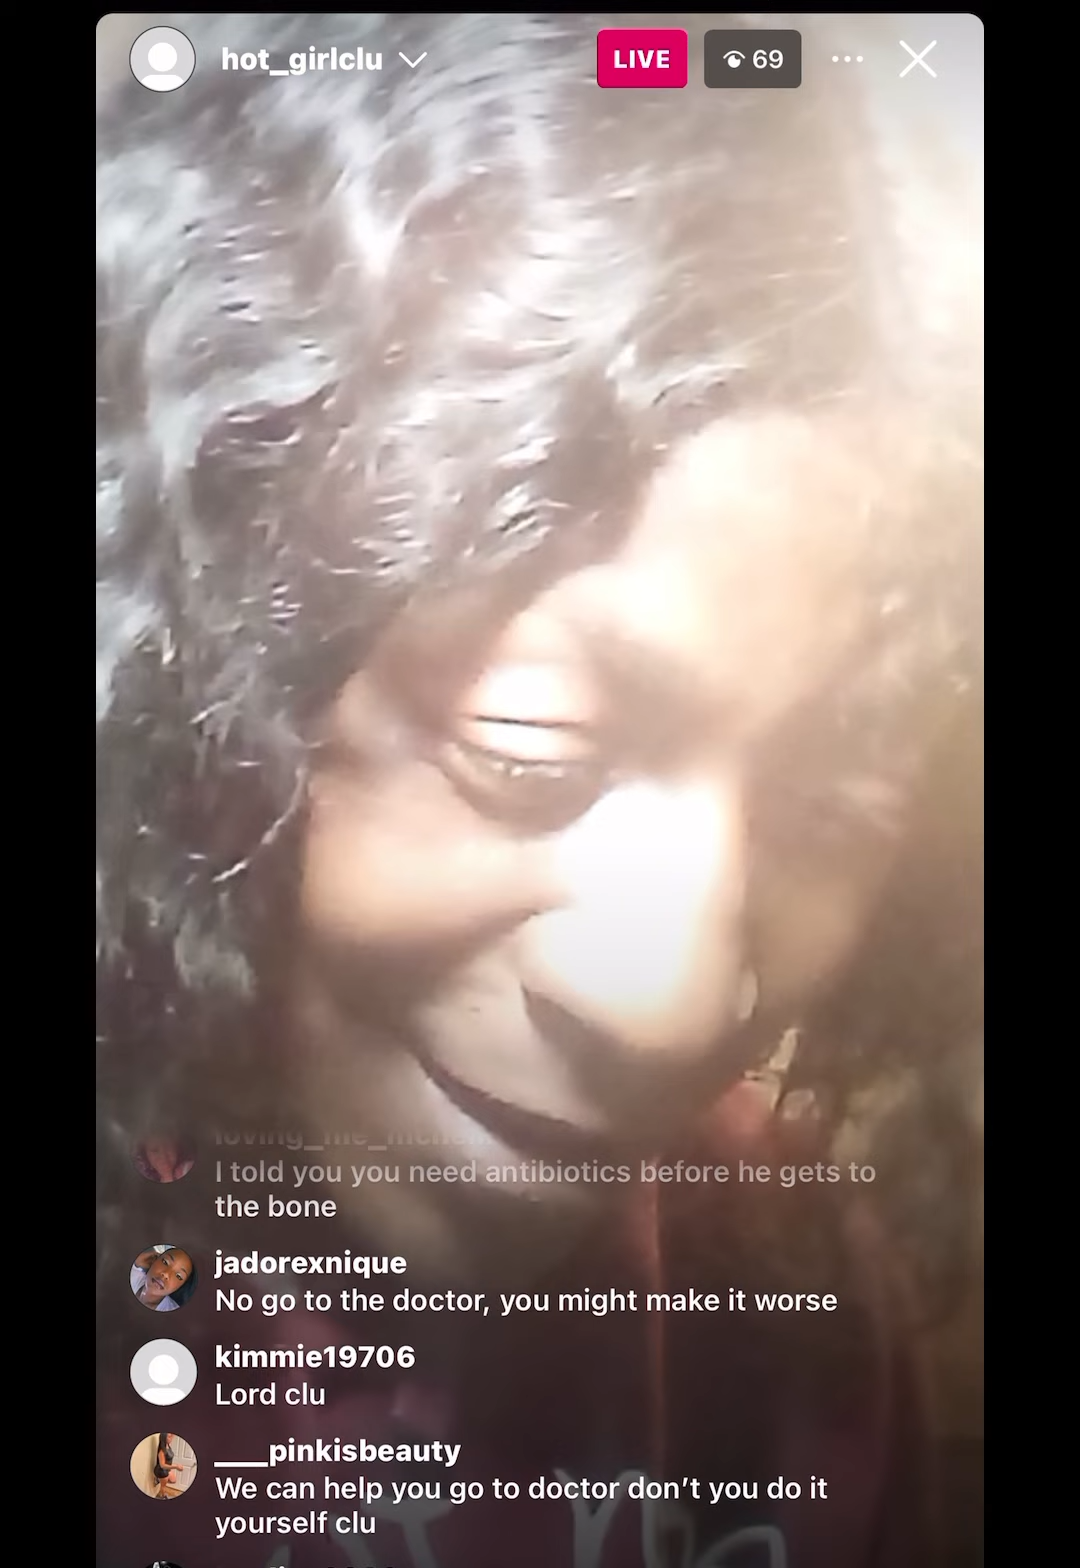 hot_girlclu
LIVE
69
I told you you need antibiotics before he gets to
the bone
jadorexnique
No go to the doctor, you might make it worse
kimmie19706
Lord clu
____pinkisbeauty
We can help you go to doctor don’t you do it
yourself clu